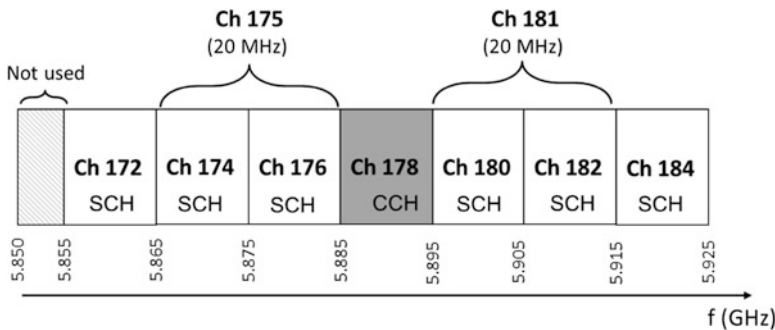 Ch 175
(20 MHz)
Ch 181
(20 MHz)
Not used
Ch 172
SCH
Ch 174
SCH
Ch 176
SCH
Ch 178
CCH
Ch 180
SCH
Ch 182
SCH
Ch 184
SCH
5.850
5.855
5.865
5.875
5.885
5.895
5.905
5.915
5.925
f (GHz)